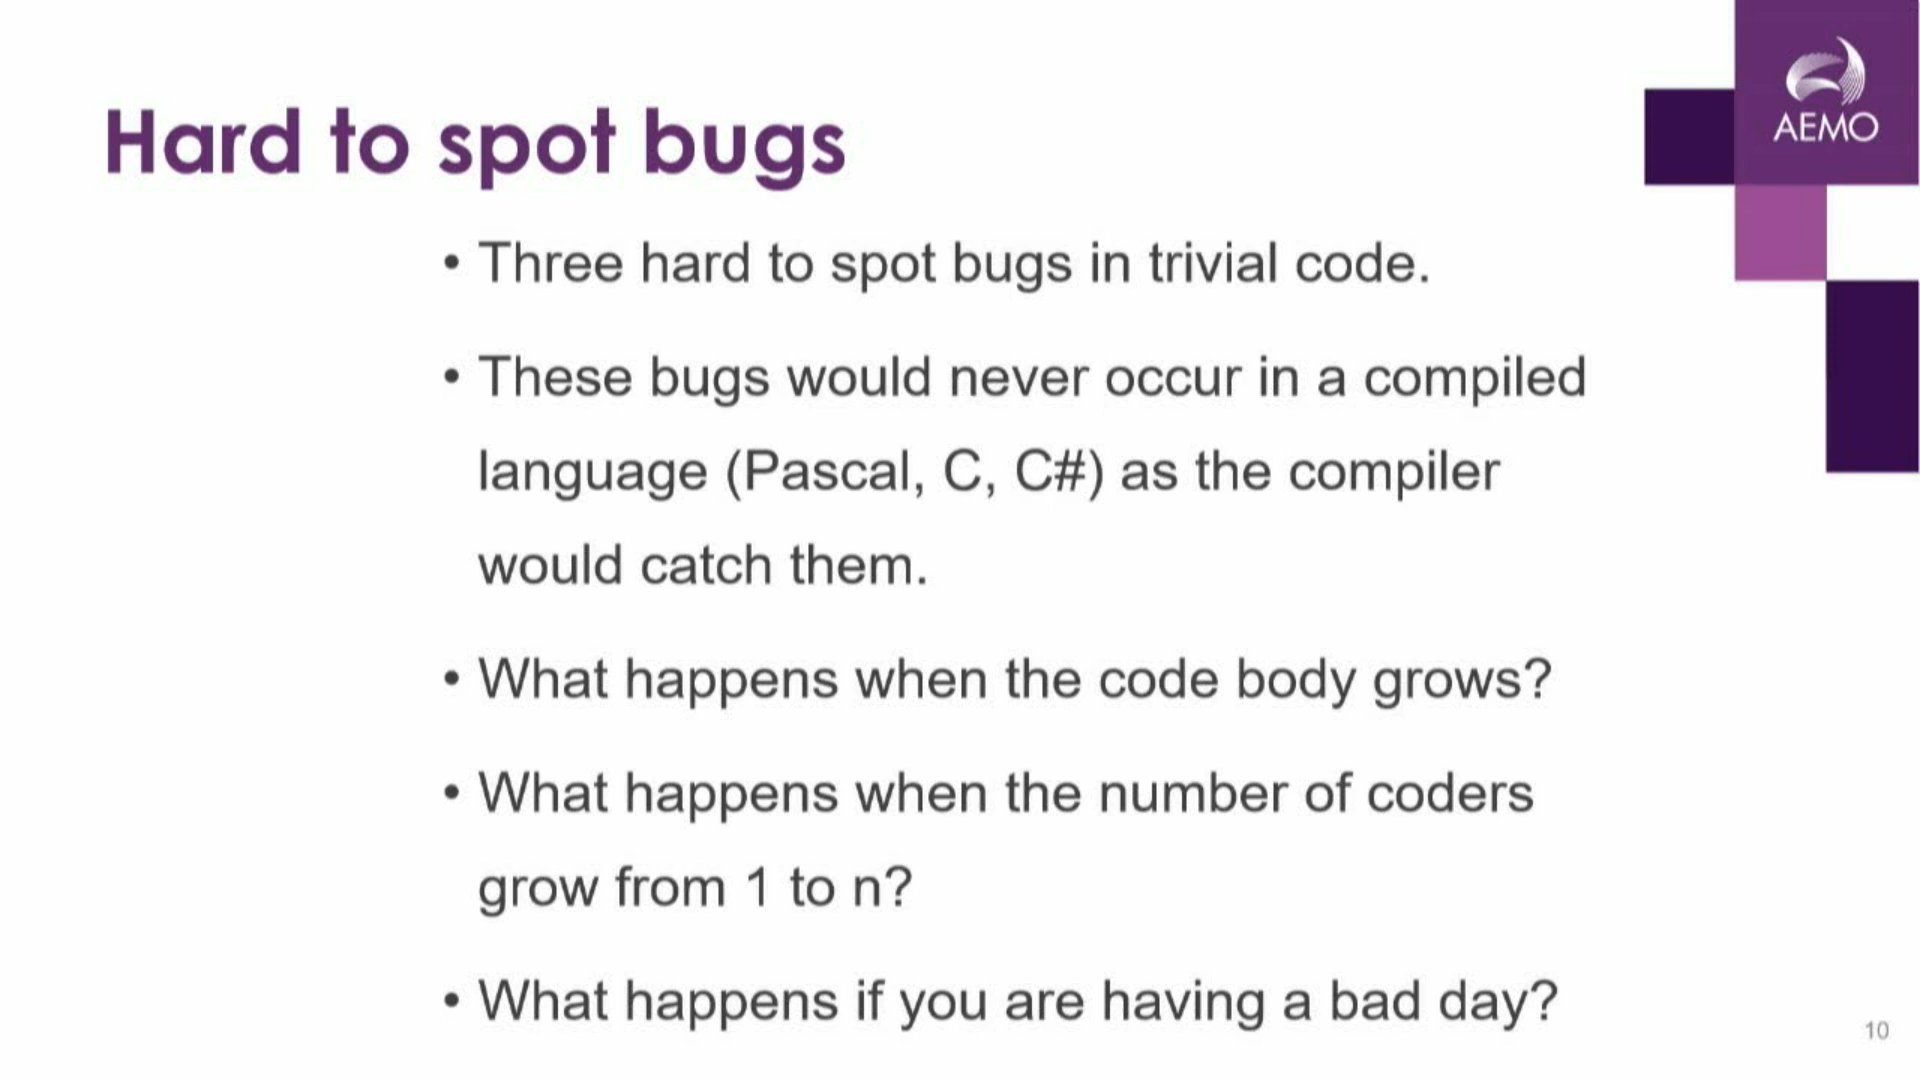 AEMO
Hard to spot bugs
• Three hard to spot bugs in trivial code.
• These bugs would never occur in a compiled
language (Pascal, C, C#) as the compiler
would catch them.
• What happens when the code body grows?
• What happens when the number of coders
grow from 1 to n?
• What happens if you are having a bad day?
10